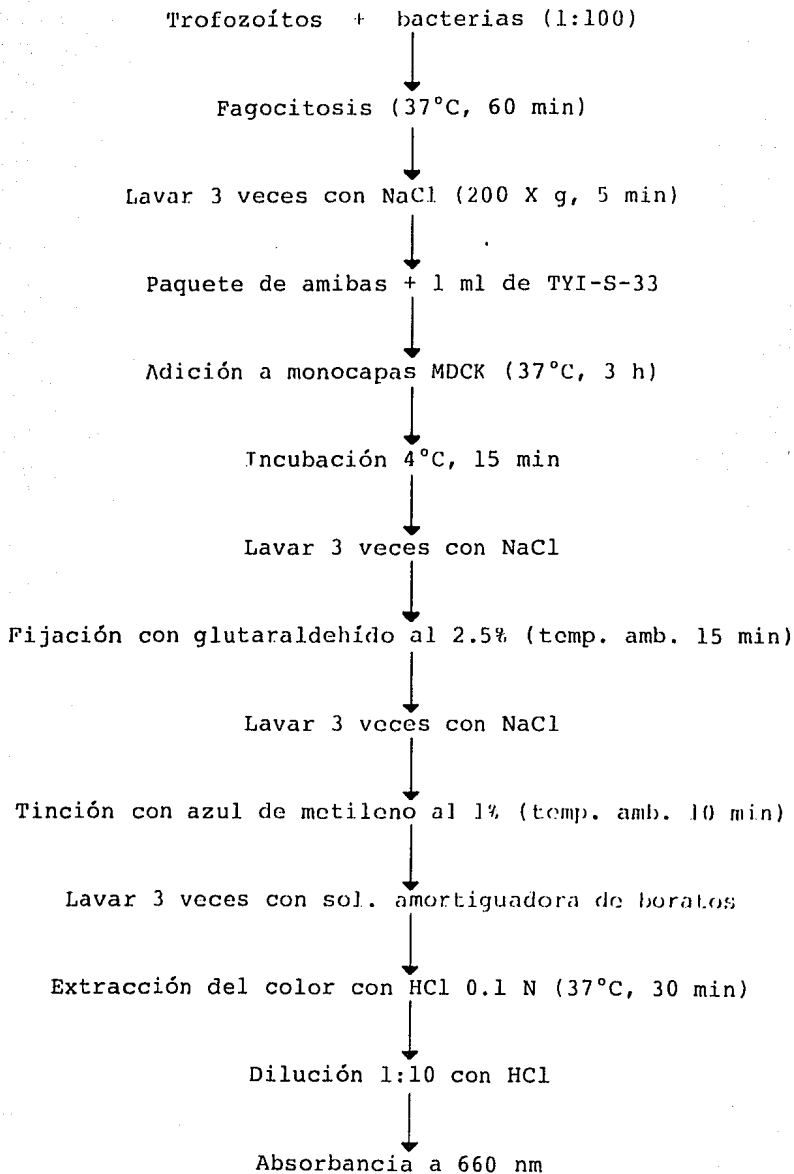 Trofozoítos + bacterias (1:100)
Fagocitosis (37°C, 60 min)
Lavar 3 veces con NaCl (200 X g, 5 min)
Paquete de amibas + 1 ml de TYI-S-33
Adición a monocapas MDCK (37°C, 3 h)
Incubación 4°C, 15 min
Lavar 3 veces con NaCl
Fijación con glutaraldehído al 2.5% (temp. amb. 15 min)
Lavar 3 veces con NaCl
Tinción con azul de metileno al 1% (temp. amb. 10 min)
Lavar 3 veces con sol. amortiguadora de boratos
Extracción del color con HCl 0.1 N (37°C, 30 min)
Dilución 1:10 con HCl
Absorbancia a 660 nm